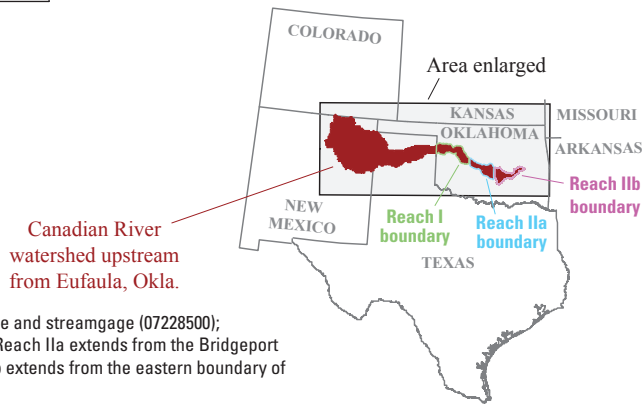 COLORADO
Area enlarged
KANSAS
MISSOURI
OKLAHOMA
ARKANSAS
Reach IIb
boundary
NEW
MEXICO
Reach I
boundary
Reach IIa
boundary
TEXAS
Canadian River
watershed upstream
from Eufaula, Okla.
e and streamgage (07228500);
Reach IIa extends from the Bridgeport
extends from the eastern boundary of